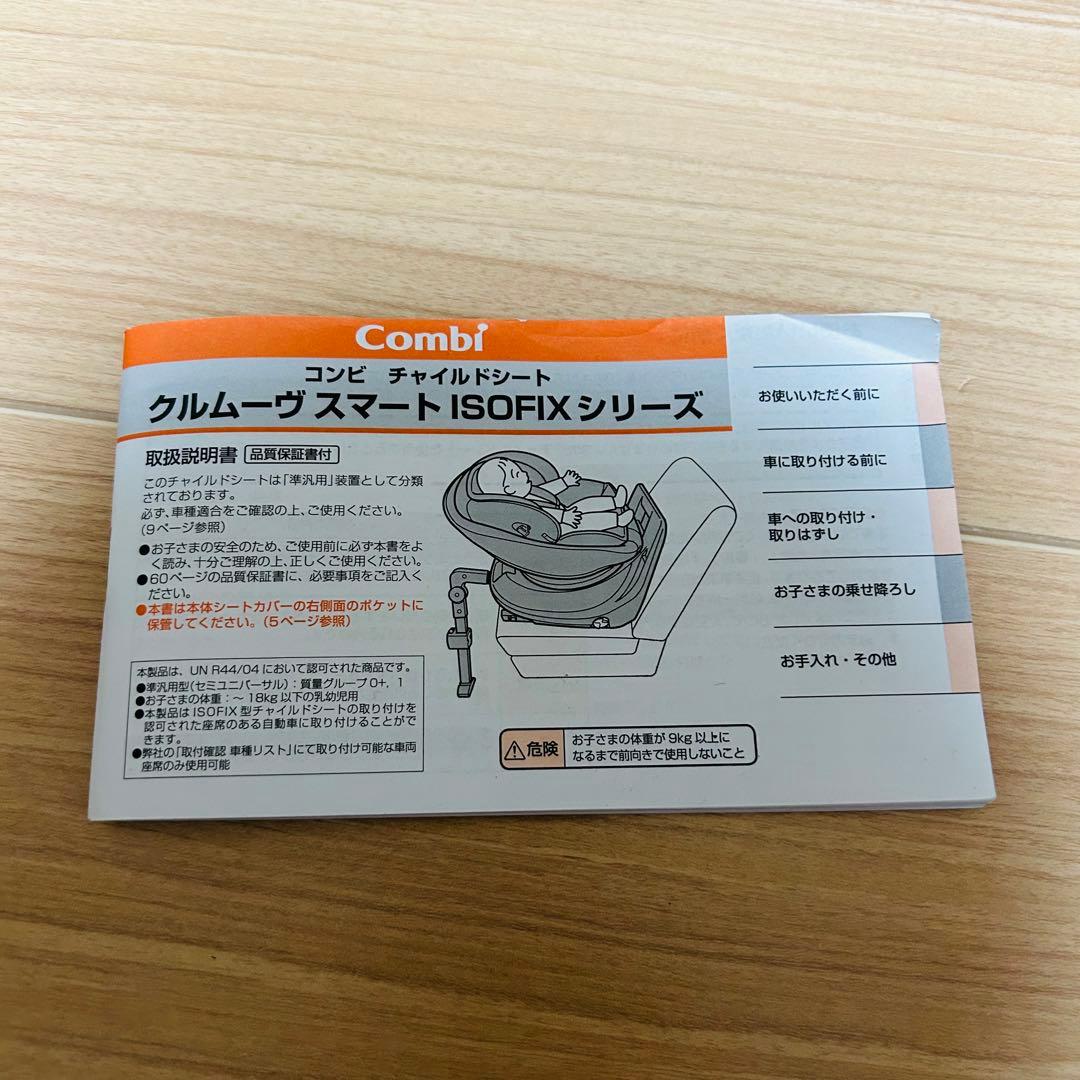 Combi
コンビ チャイルドシート
クルムーヴ スマート ISOFIXシリーズ
取扱説明書 品質保証書付
このチャイルドシートは「準汎用」装置として分類
されております。
必ず、車種適合をご確認の上、ご使用ください。
(9ページ参照)
●お子さまの安全のため、ご使用前に必ず本書をよ
く読み、十分ご理解の上、正しくご使用ください。
●60ページの品質保証書に、必要事項をご記入く
ださい。
●本書は本体シートカバーの右側面のポケットに
保管してください。(5ページ参照)
本製品は、UN R44/04 において認可された商品です。
●準汎用型(セミユニバーサル):質量グループ0+, 1
●お子さまの体重:~18kg以下の乳幼児用
●本製品は ISOFIX 型チャイルドシートの取り付けを
認可された座席のある自動車に取り付けることがで
きます。
●弊社の「取付確認 車種リスト」にて取り付け可能な車両
座席のみ使用可能
危険
お子さまの体重が9kg以上に
なるまで前向きで使用しないこと
お使いいただく前に
車に取り付ける前に
車への取り付け・
取りはずし
お子さまの乗せ降ろし
お手入れ・その他